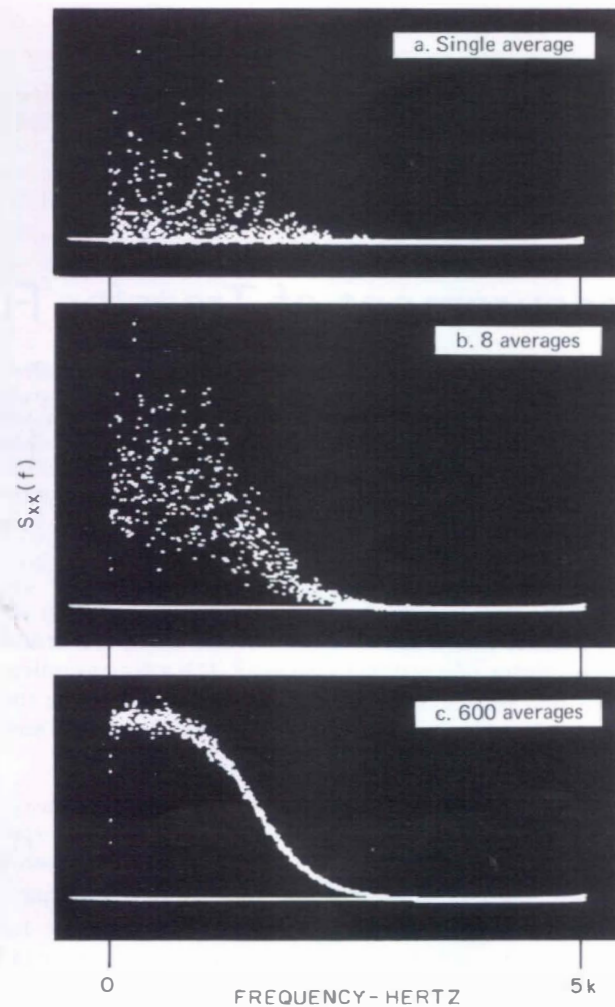 a. Single average
b. 8 averages
Sxx(f)
c. 600 averages
0
5k
FREQUENCY-HERTZ